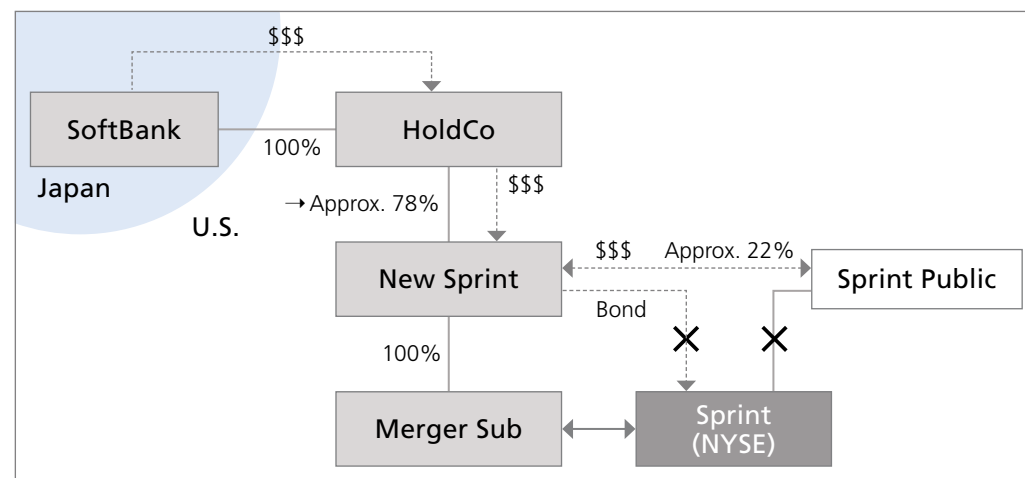 $$$
SoftBank
HoldCo
100%
Japan
$$$
→ Approx. 78%
U.S.
$$$ Approx. 22%
New Sprint
Sprint Public
Bond
100%
Merger Sub
Sprint
(NYSE)